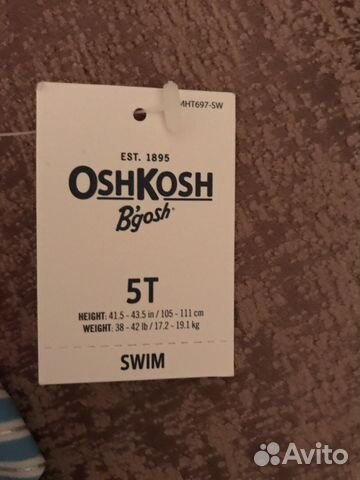 MHT697-SW
EST. 1895
OSHKOSH
B'gosh
5T
HEIGHT: 41.5 - 43.5 in / 105 - 111 cm
WEIGHT: 38 - 42 lb / 17.2 - 19.1 kg
SWIM
Avito